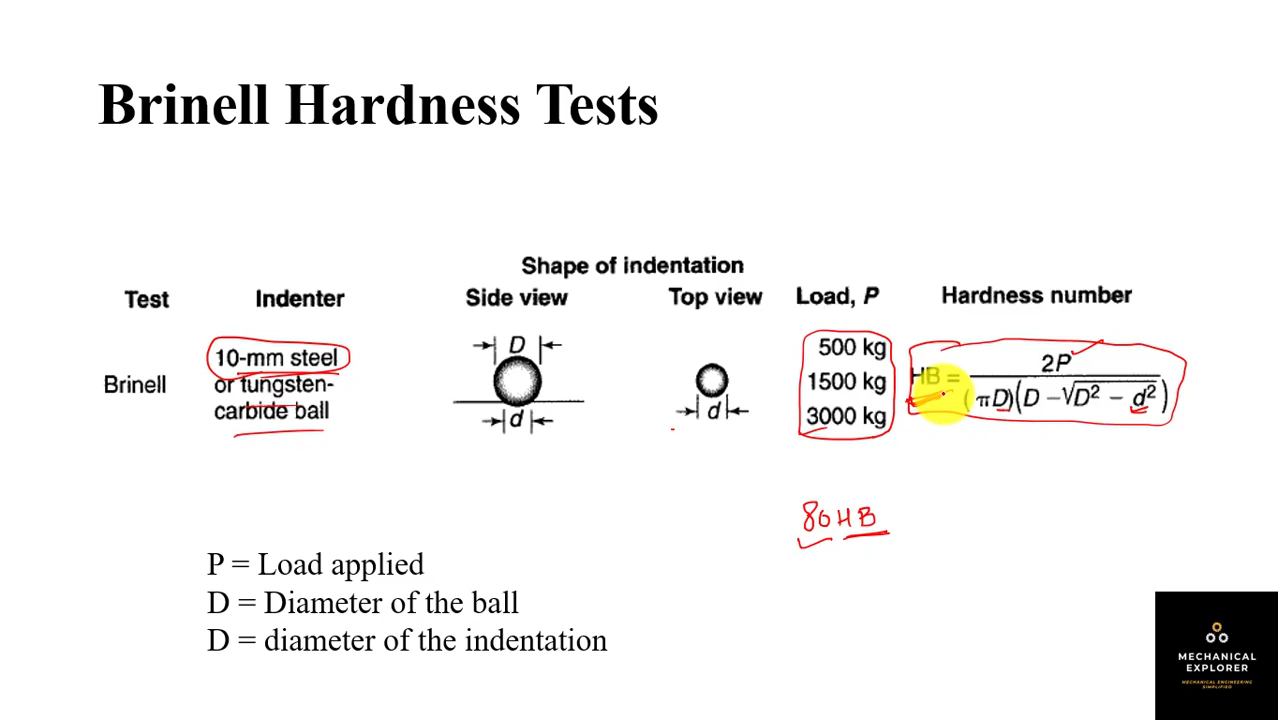 Brinell Hardness Tests
Shape of indentation
Test Indenter Side view Top view Load, P Hardness number
10-mm steel
or tungsten-
carbide ball
Brinell
D
d
d
500 kg
1500 kg
3000 kg
HB = 2P / (πD)(D −√D² − d²)
80HB
P = Load applied
D = Diameter of the ball
D = diameter of the indentation
MECHANICAL
EXPLORER
MECHANICAL ENGINEERING
SIMPLIFIED